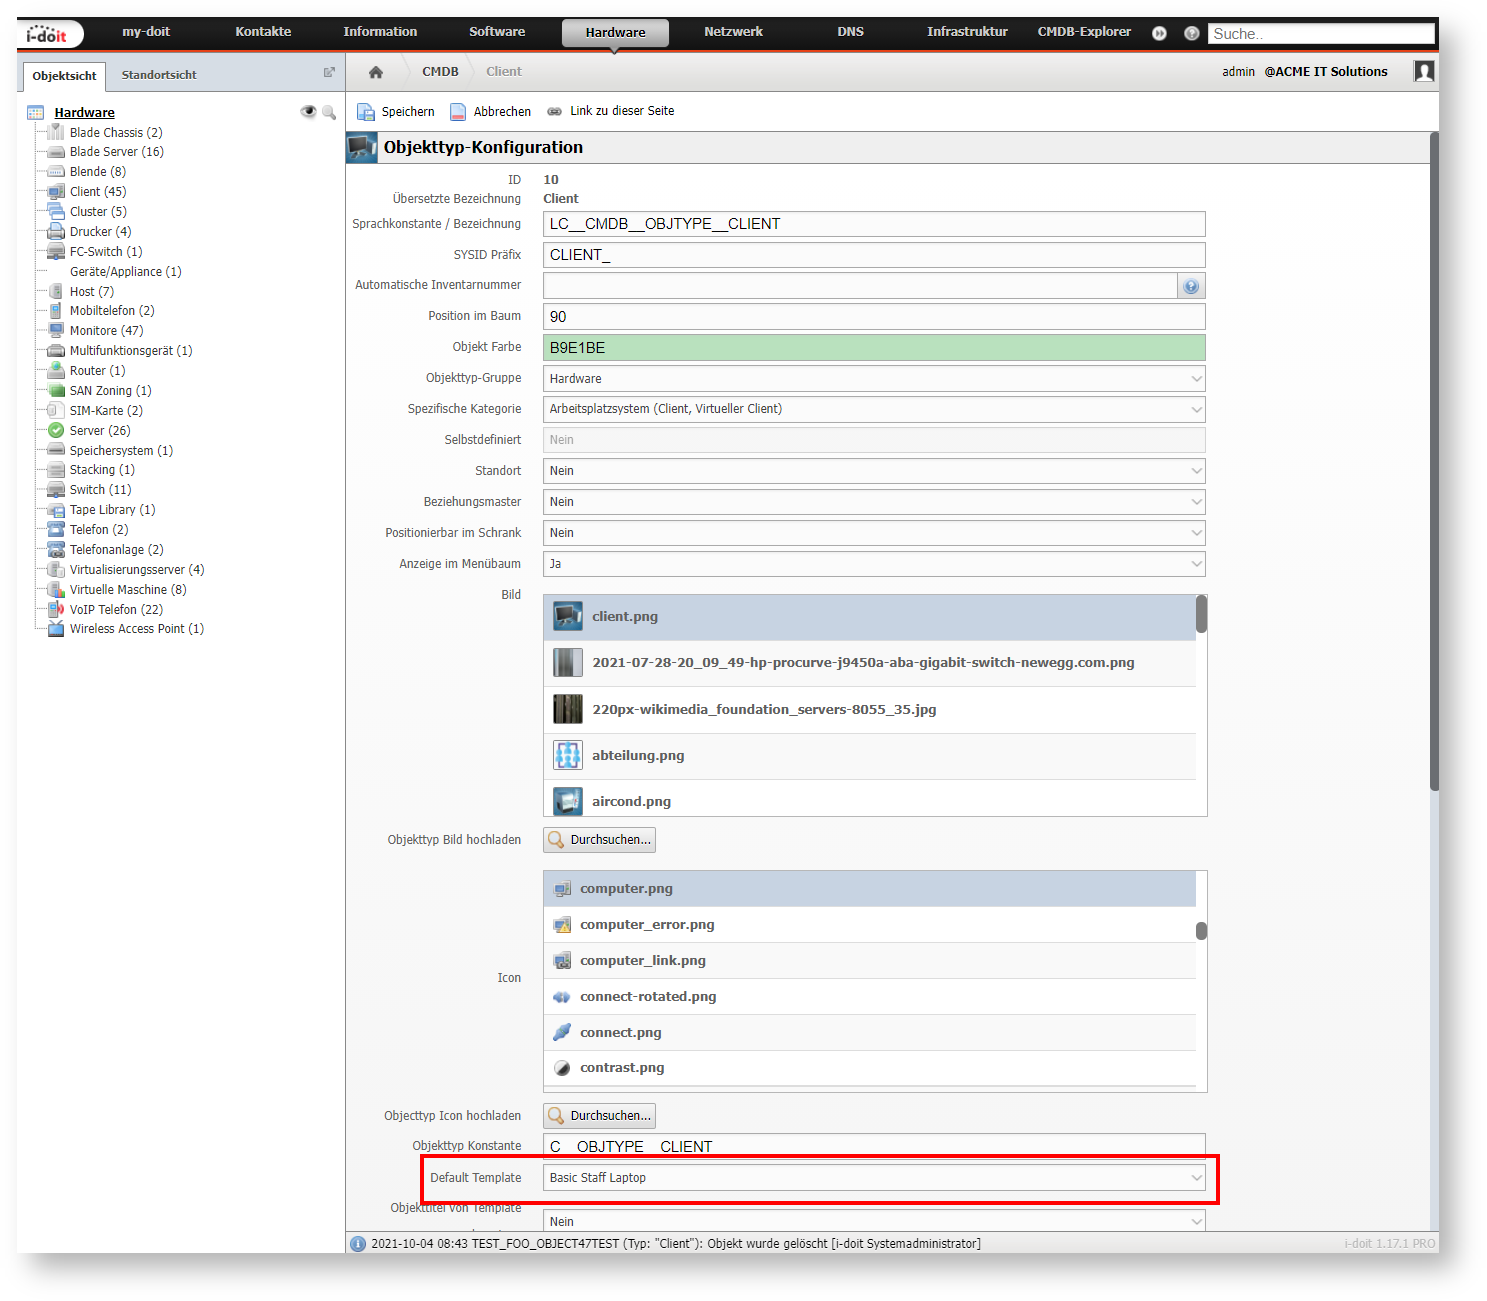 i-doit
my-doit Kontakte Information Software Hardware Netzwerk DNS Infrastruktur CMDB-Explorer Suche..
Objektsicht Standortsicht
CMDB Client
admin @ACME IT Solutions
Speichern Abbrechen Link zu dieser Seite
Hardware
Blade Chassis (2)
Blade Server (16)
Blende (8)
Client (45)
Cluster (5)
Drucker (4)
FC-Switch (1)
Geräte/Appliance (1)
Host (7)
Mobiltelefon (2)
Monitore (47)
Multifunktionsgerät (1)
Router (1)
SAN Zoning (1)
SIM-Karte (2)
Server (26)
Speichersystem (1)
Stacking (1)
Switch (11)
Tape Library (1)
Telefon (2)
Telefonanlage (2)
Virtualisierungsserver (4)
Virtuelle Maschine (8)
VoIP Telefon (22)
Wireless Access Point (1)
Objekttyp-Konfiguration
ID 10
Übersetzte Bezeichnung Client
Sprachkonstante / Bezeichnung LC__CMDB__OBJTYPE__CLIENT
SYSID Präfix CLIENT_
Automatische Inventarnummer
Position im Baum 90
Objekt Farbe B9E1BE
Objekttyp-Gruppe Hardware
Spezifische Kategorie Arbeitsplatzsystem (Client, Virtueller Client)
Selbstdefiniert Nein
Standort Nein
Beziehungsmaster Nein
Positionierbar im Schrank Nein
Anzeige im Menübaum Ja
Bild
client.png
2021-07-28-20_09_49-hp-procurve-j9450a-aba-gigabit-switch-newegg.com.png
220px-wikimedia_foundation_servers-8055_35.jpg
abteilung.png
aircond.png
Objekttyp Bild hochladen Durchsuchen...
Icon
computer.png
computer_error.png
computer_link.png
connect-rotated.png
connect.png
contrast.png
Objecttyp Icon hochladen Durchsuchen...
Objekttyp Konstante C__OBJTYPE__CLIENT
Default Template Basic Staff Laptop
Objekttitel von Template
Nein
2021-10-04 08:43 TEST_FOO_OBJECT47TEST (Typ: "Client"): Objekt wurde gelöscht [i-doit Systemadministrator]
i-doit 1.17.1 PRO